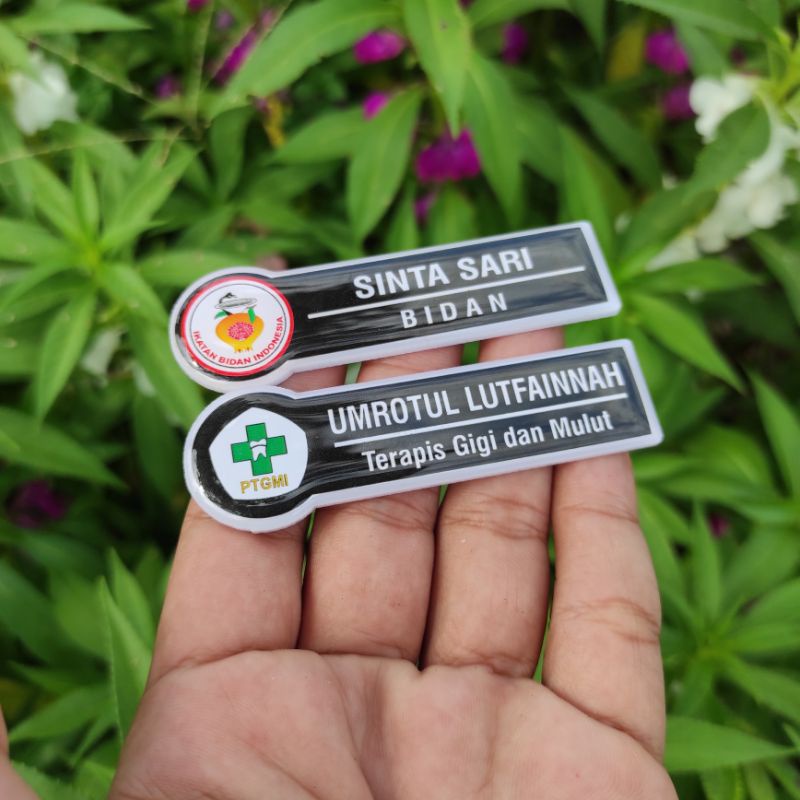 SINTA SARI
BIDAN
IKATAN BIDAN INDONESIA
UMROTUL LUTFAINNAH
Terapis Gigi dan Mulut
PTGMI